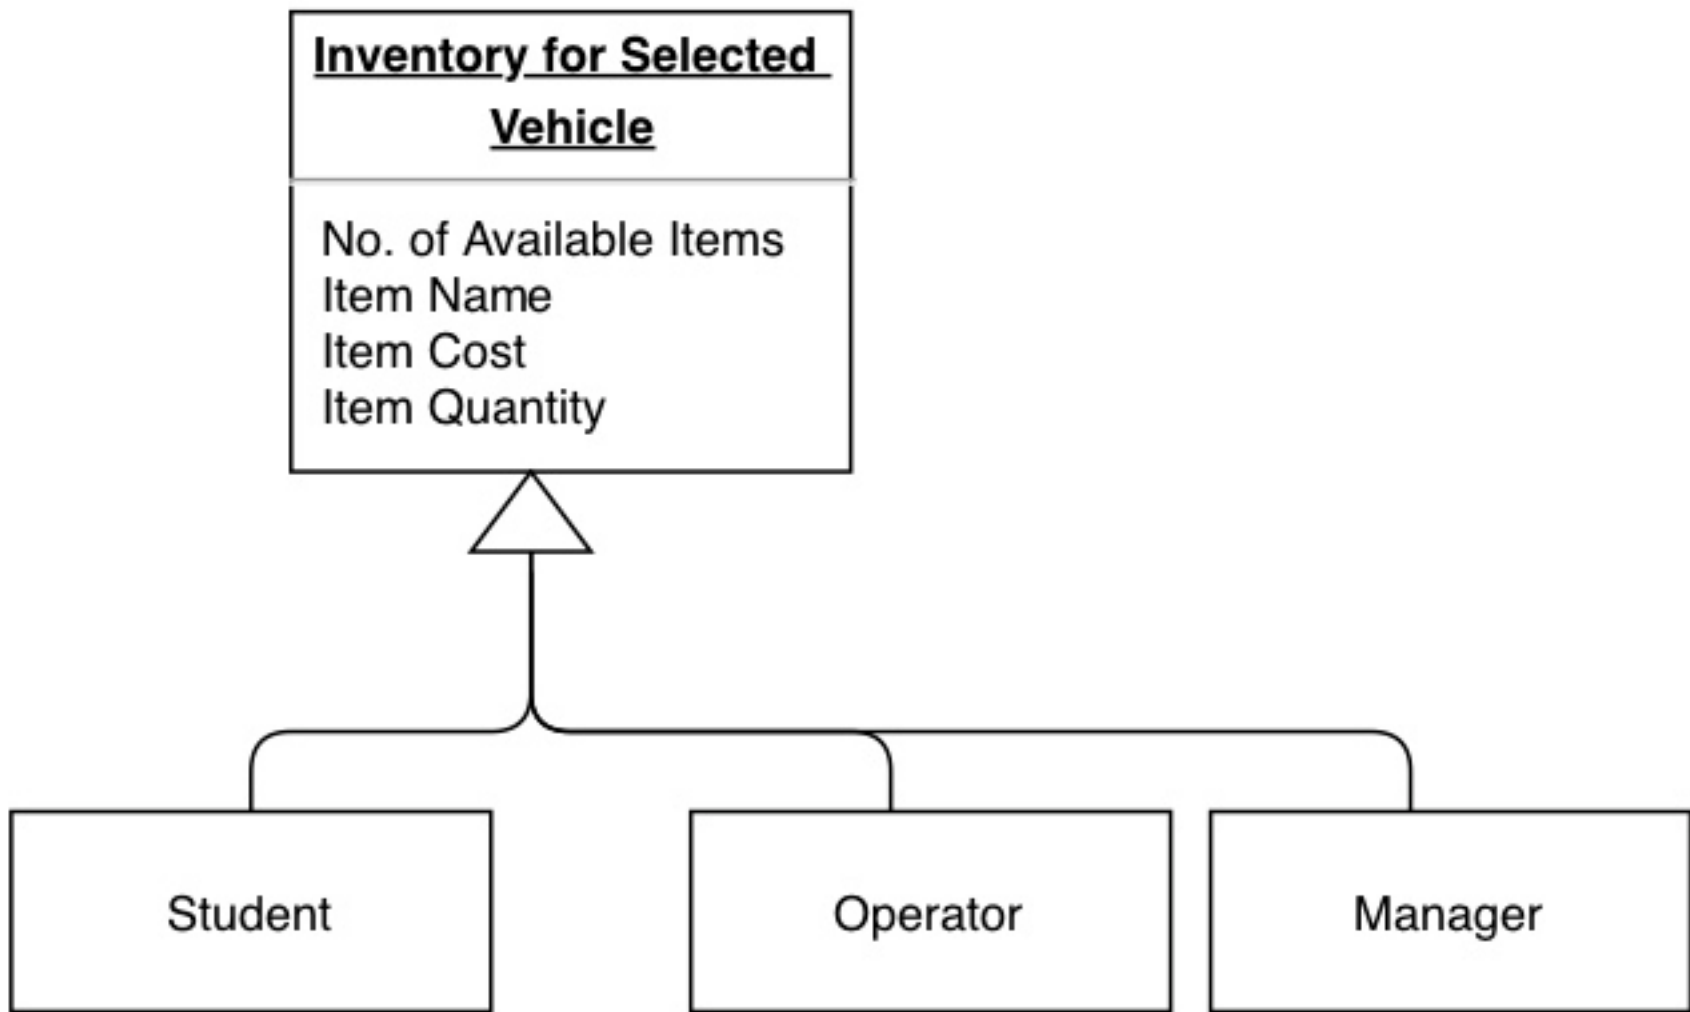 Inventory for Selected
Vehicle
No. of Available Items
Item Name
Item Cost
Item Quantity
Student
Operator
Manager